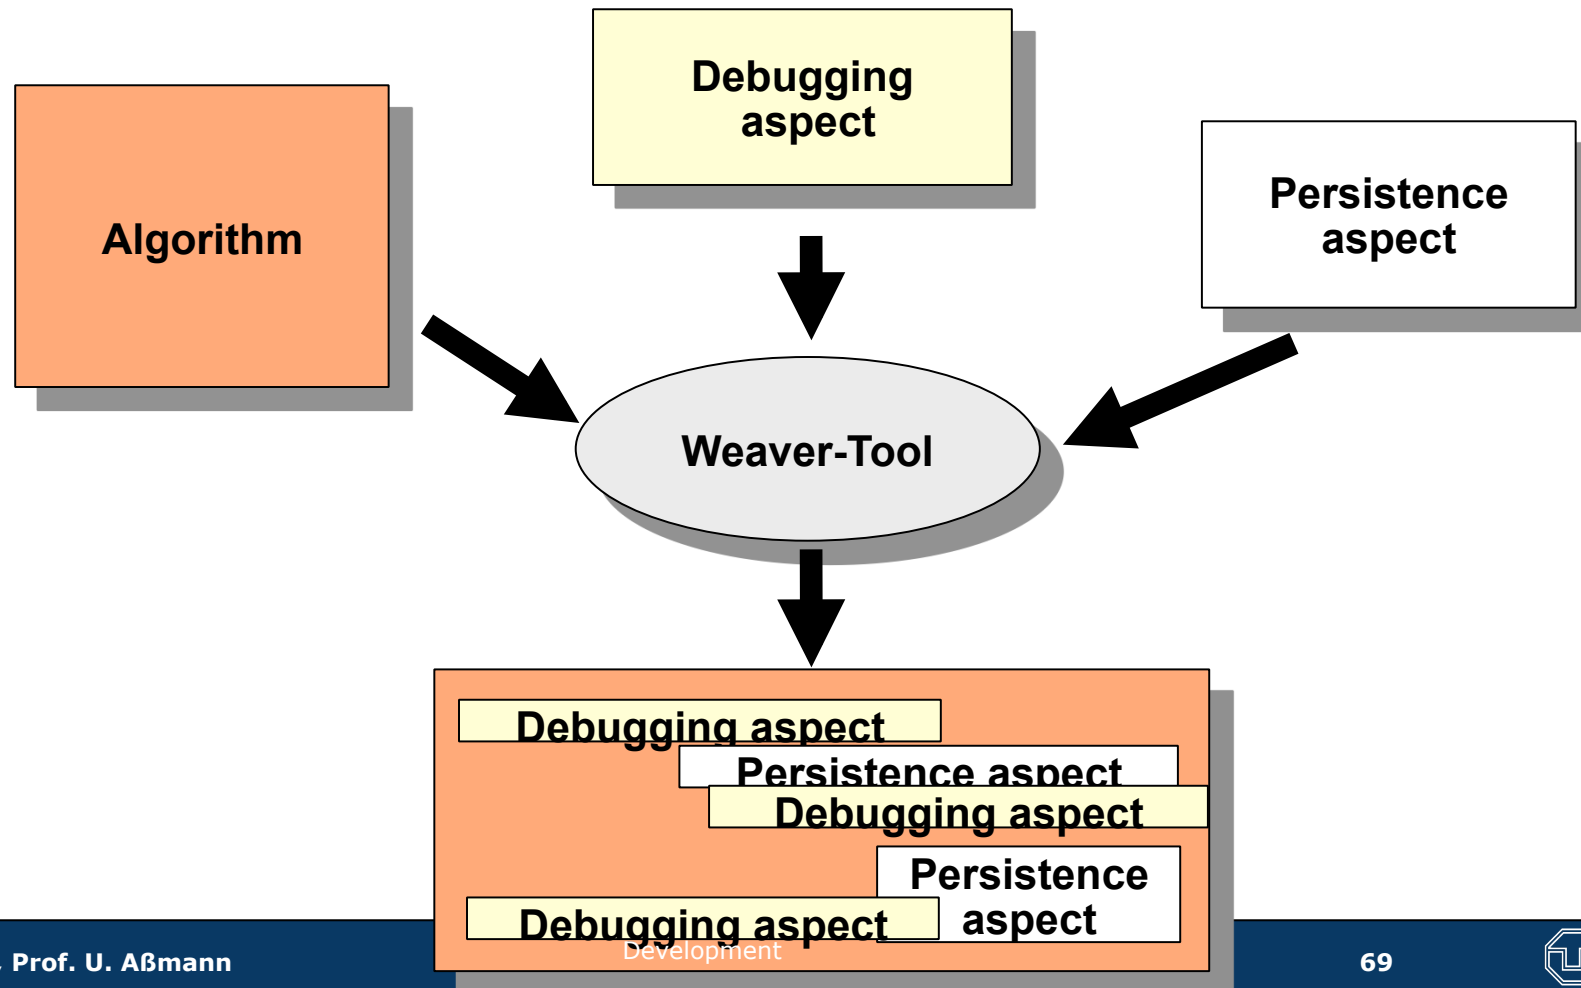 Debugging
aspect
Algorithm
Persistence
aspect
Weaver-Tool
Debugging aspect
Persistence aspect
Debugging aspect
Persistence
aspect
Debugging aspect
Development
Prof. U. Aßmann
69